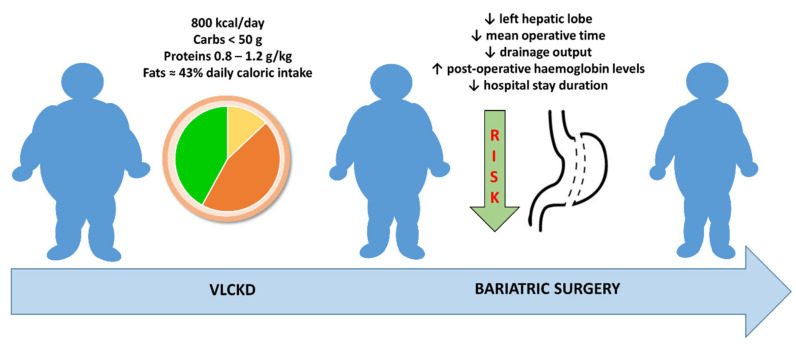 800 kcal/day
Carbs < 50 g
Proteins 0.8 – 1.2 g/kg
Fats ≈ 43% daily caloric intake
↓ left hepatic lobe
↓ mean operative time
↓ drainage output
↑ post-operative haemoglobin levels
↓ hospital stay duration
R
I
S
K
VLCKD
BARIATRIC SURGERY